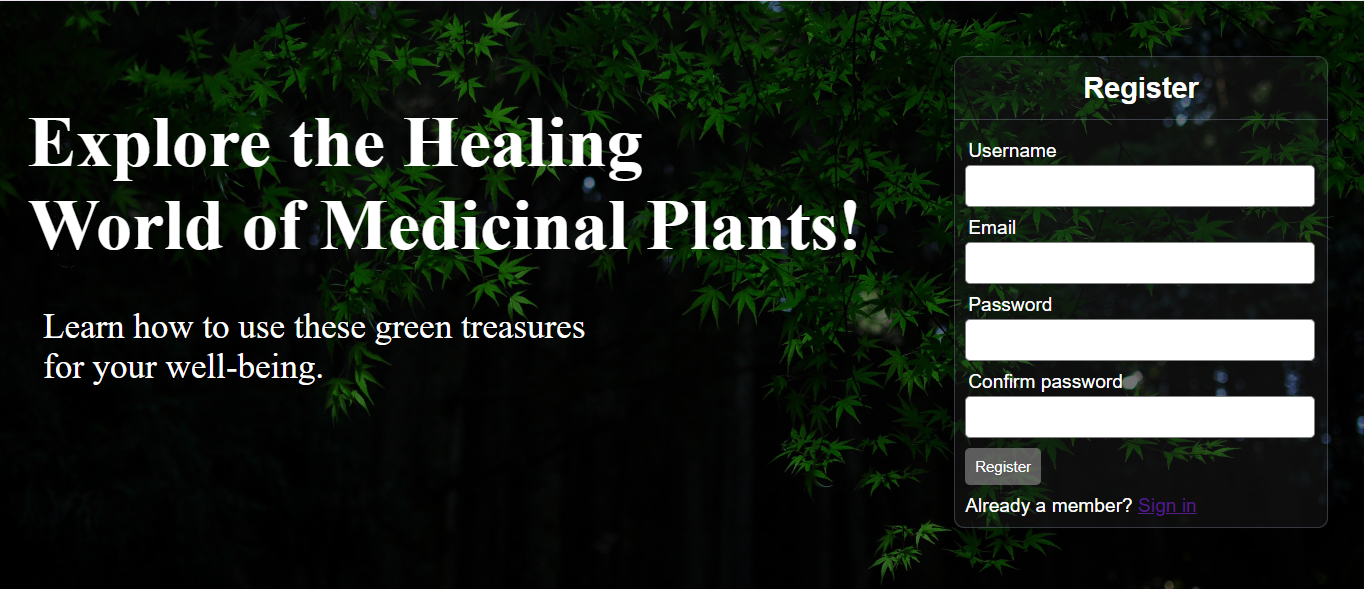 Explore the Healing
World of Medicinal Plants!
Learn how to use these green treasures
for your well-being.
Register
Username
Email
Password
Confirm password
Register
Already a member? Sign in